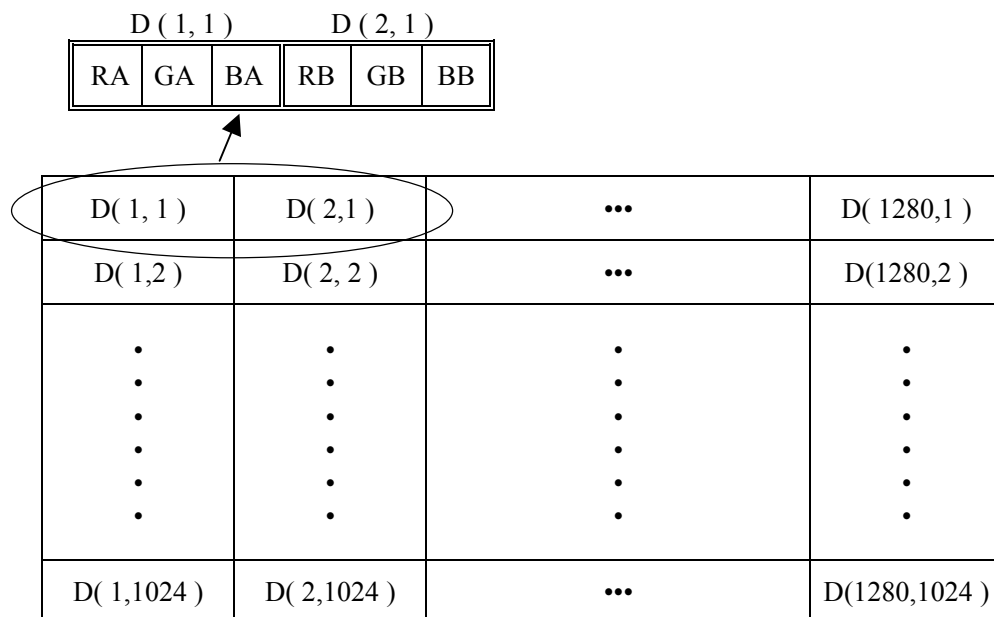 D ( 1, 1 ) D ( 2, 1 )
RA GA BA RB GB BB
D( 1, 1 ) D( 2,1 ) ••• D( 1280,1 )
D( 1,2 ) D( 2, 2 ) ••• D(1280,2 )
• • • •
• • • •
• • • •
• • • •
• • • •
• • • •
D( 1,1024 ) D( 2,1024 ) ••• D(1280,1024 )